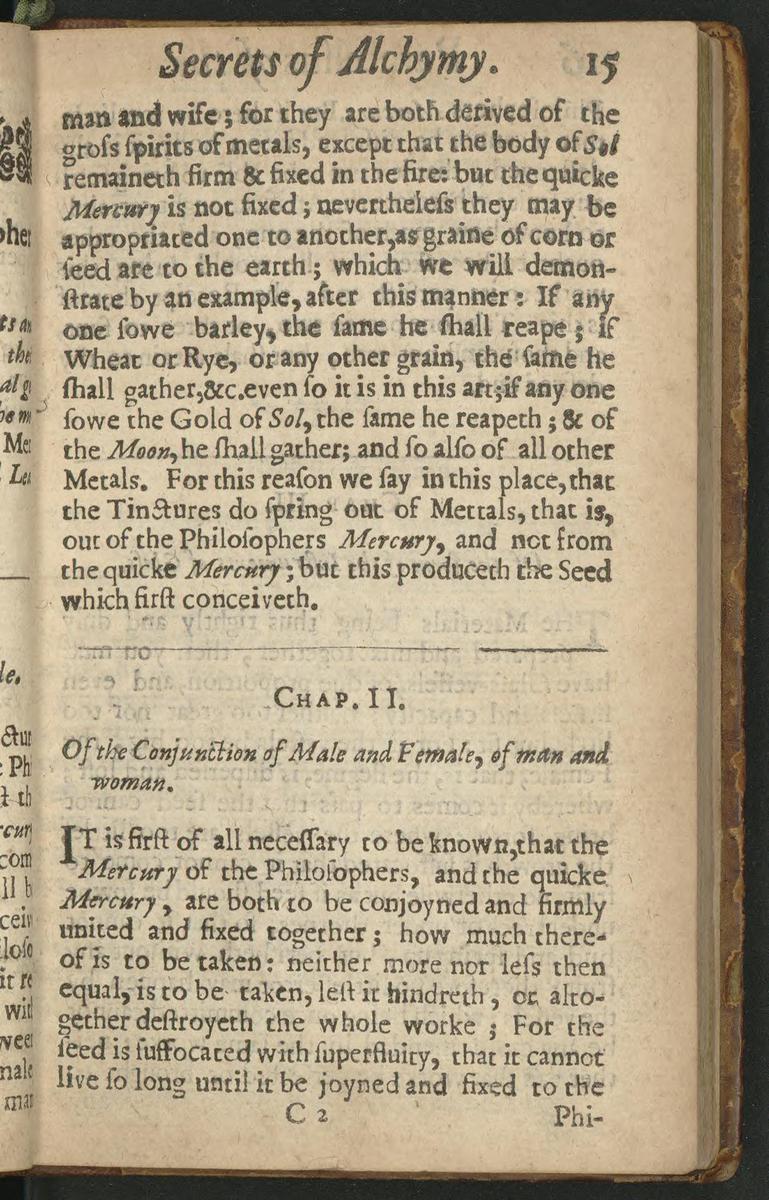 Secrets of Alchymy. 15
man and wife; for they are both derived of the
groſs ſpirits of metals, except that the body of Sol
remaineth firm & fixed in the fire: but the quicke
Mercury is not fixed; nevertheleſs they may be
appropriated one to another,as graine of corn or
ſeed are to the earth; which we will demon-
ſtrate by an example, after this manner: If any
one ſowe barley, the ſame he ſhall reape; if
Wheat or Rye, or any other grain, the ſame he
ſhall gather,&c.even ſo it is in this art;if any one
ſowe the Gold of Sol, the ſame he reapeth; & of
the Moon, he ſhall gather; and ſo alſo of all other
Metals. For this reaſon we ſay in this place, that
the Tinctures do ſpring out of Mettals, that is,
out of the Philoſophers Mercury, and not from
the quicke Mercury; but this produceth the Seed
which firſt conceiveth.
CHAP. II.
Of the Conjunction of Male and Female, of man and
woman.
IT is firſt of all neceſſary to be known,that the
Mercury of the Philoſophers, and the quicke
Mercury, are both to be conjoyned and firmly
united and fixed together; how much there-
of is to be taken: neither more nor leſs then
equal, is to be taken, leſt it hindreth, or alto-
gether deſtroyeth the whole worke; For the
ſeed is ſuffocated with ſuperfluity, that it cannot
live ſo long until it be joyned and fixed to the
C 2 Phi-